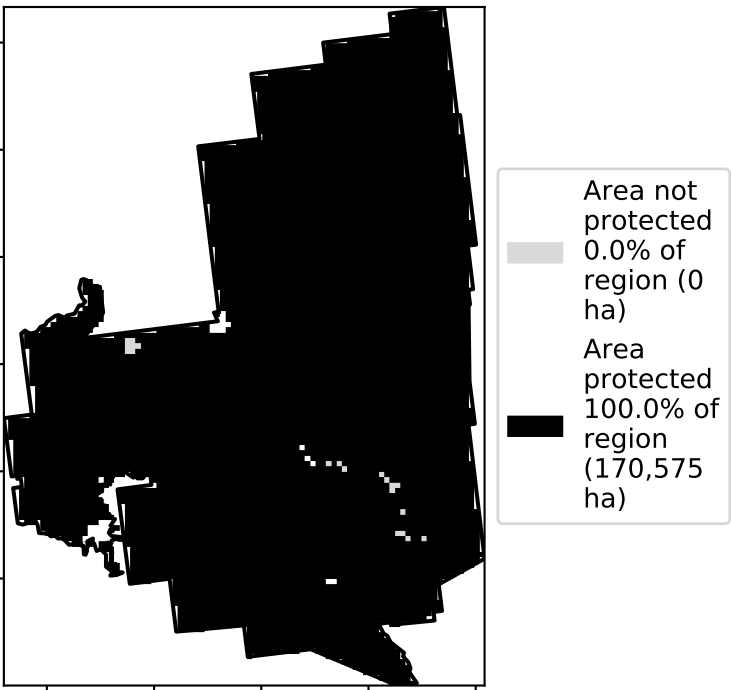 Area not
protected
0.0% of
region (0
ha)
Area
protected
100.0% of
region
(170,575
ha)